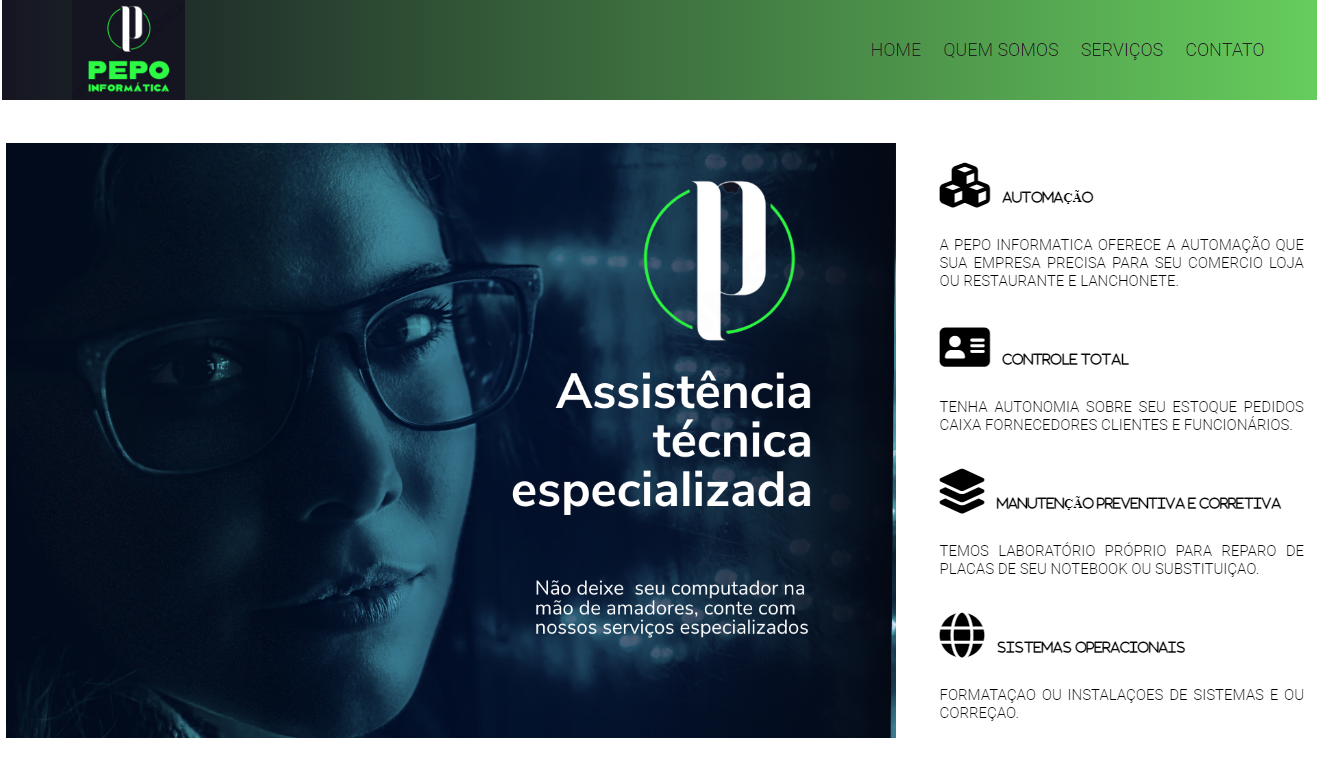 PEPO
INFORMÁTICA
HOME QUEM SOMOS SERVIÇOS CONTATO
Assistência
técnica
especializada
Não deixe  seu computador na
mão de amadores, conte com
nossos serviços especializados
AUTOMAÇÃO
A PEPO INFORMATICA OFERECE A AUTOMAÇÃO QUE
SUA EMPRESA PRECISA PARA SEU COMERCIO LOJA
OU RESTAURANTE E LANCHONETE.
CONTROLE TOTAL
TENHA AUTONOMIA SOBRE SEU ESTOQUE PEDIDOS
CAIXA FORNECEDORES CLIENTES E FUNCIONÁRIOS.
MANUTENÇÃO PREVENTIVA E CORRETIVA
TEMOS LABORATÓRIO PRÓPRIO PARA REPARO DE
PLACAS DE SEU NOTEBOOK OU SUBSTITUIÇAO.
SISTEMAS OPERACIONAIS
FORMATAÇAO OU INSTALAÇOES DE SISTEMAS E OU
CORREÇAO.